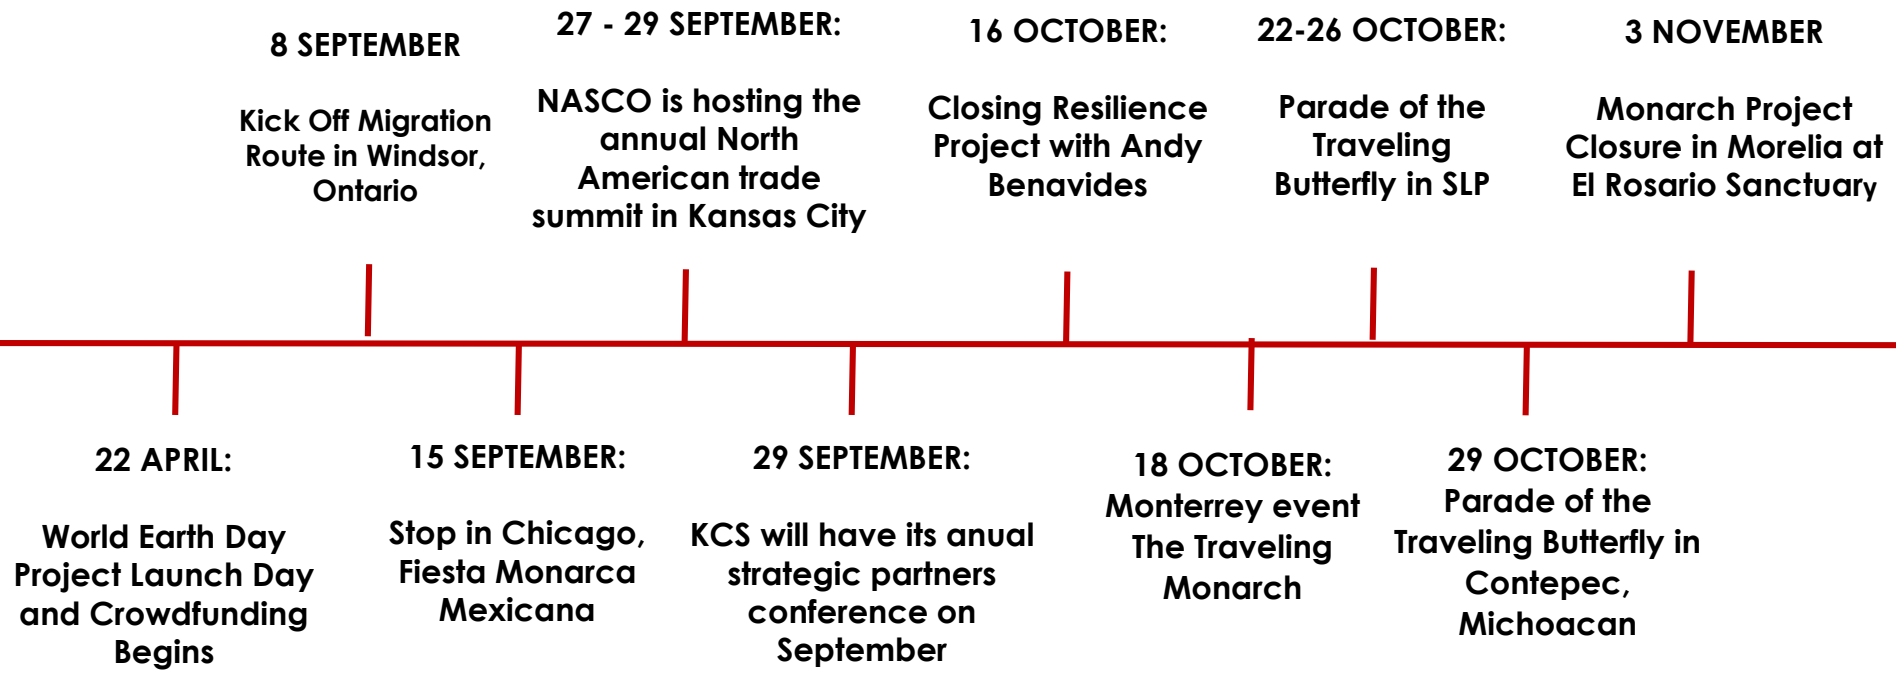 8 SEPTEMBER
Kick Off Migration
Route in Windsor,
Ontario
27 - 29 SEPTEMBER:
NASCO is hosting the
annual North
American trade
summit in Kansas City
16 OCTOBER:
Closing Resilience
Project with Andy
Benavides
22-26 OCTOBER:
Parade of the
Traveling
Butterfly in SLP
3 NOVEMBER
Monarch Project
Closure in Morelia at
El Rosario Sanctuary
22 APRIL:
World Earth Day
Project Launch Day
and Crowdfunding
Begins
15 SEPTEMBER:
Stop in Chicago,
Fiesta Monarca
Mexicana
29 SEPTEMBER:
KCS will have its anual
strategic partners
conference on
September
18 OCTOBER:
Monterrey event
The Traveling
Monarch
29 OCTOBER:
Parade of the
Traveling Butterfly in
Contepec,
Michoacan